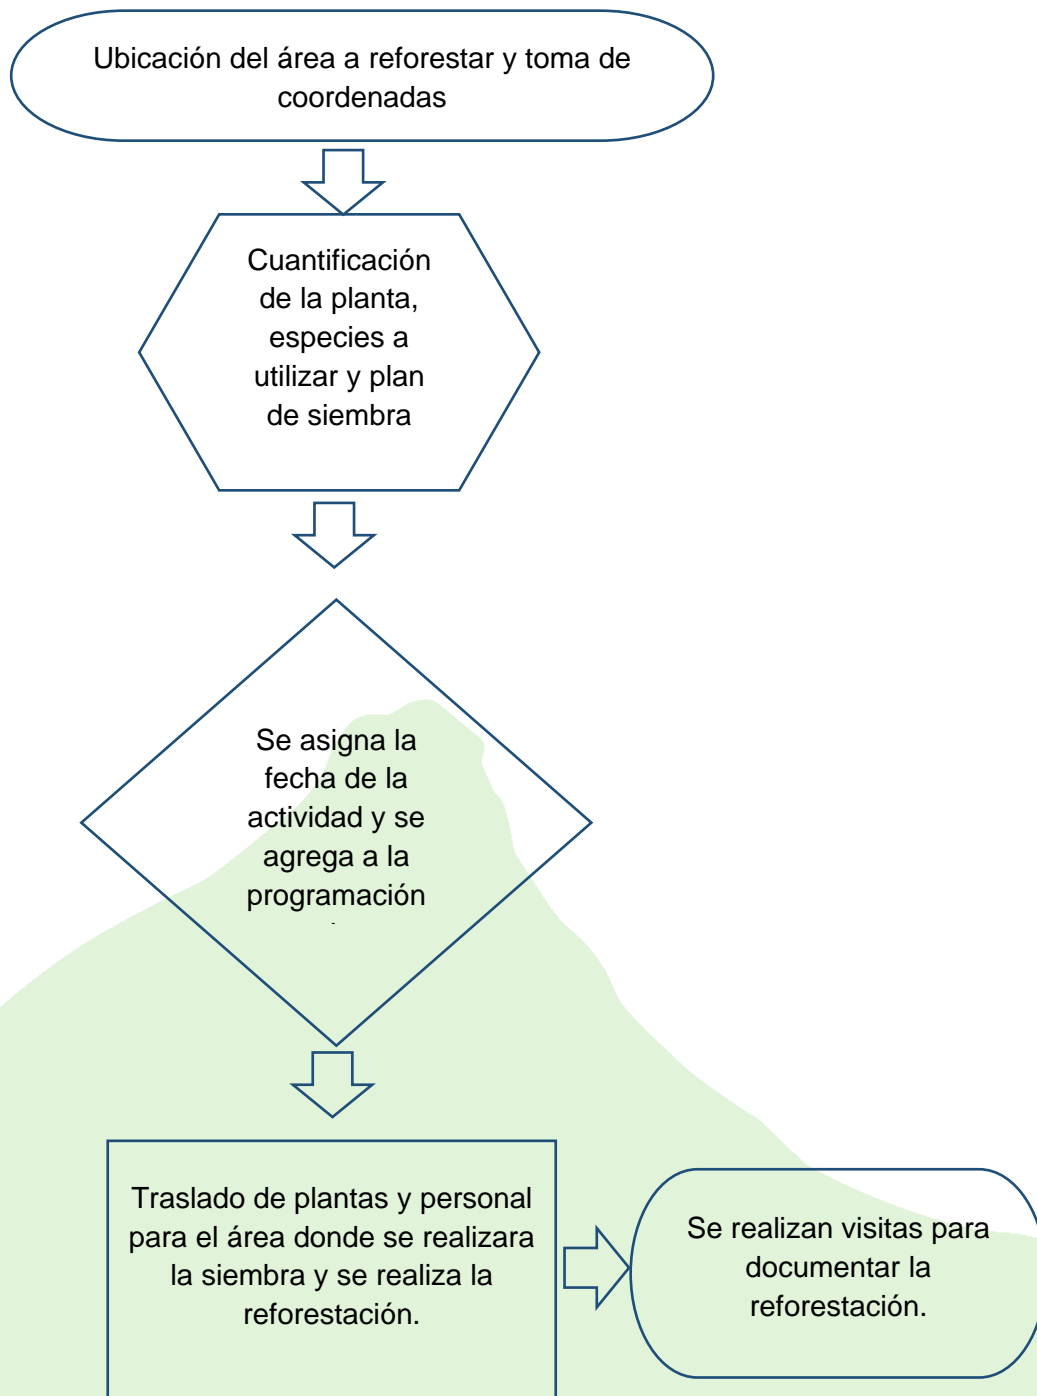 Ubicación del área a reforestar y toma de
coordenadas
Cuantificación
de la planta,
especies a
utilizar y plan
de siembra
Se asigna la
fecha de la
actividad y se
agrega a la
programación
Traslado de plantas y personal
para el área donde se realizara
la siembra y se realiza la
reforestación.
Se realizan visitas para
documentar la
reforestación.